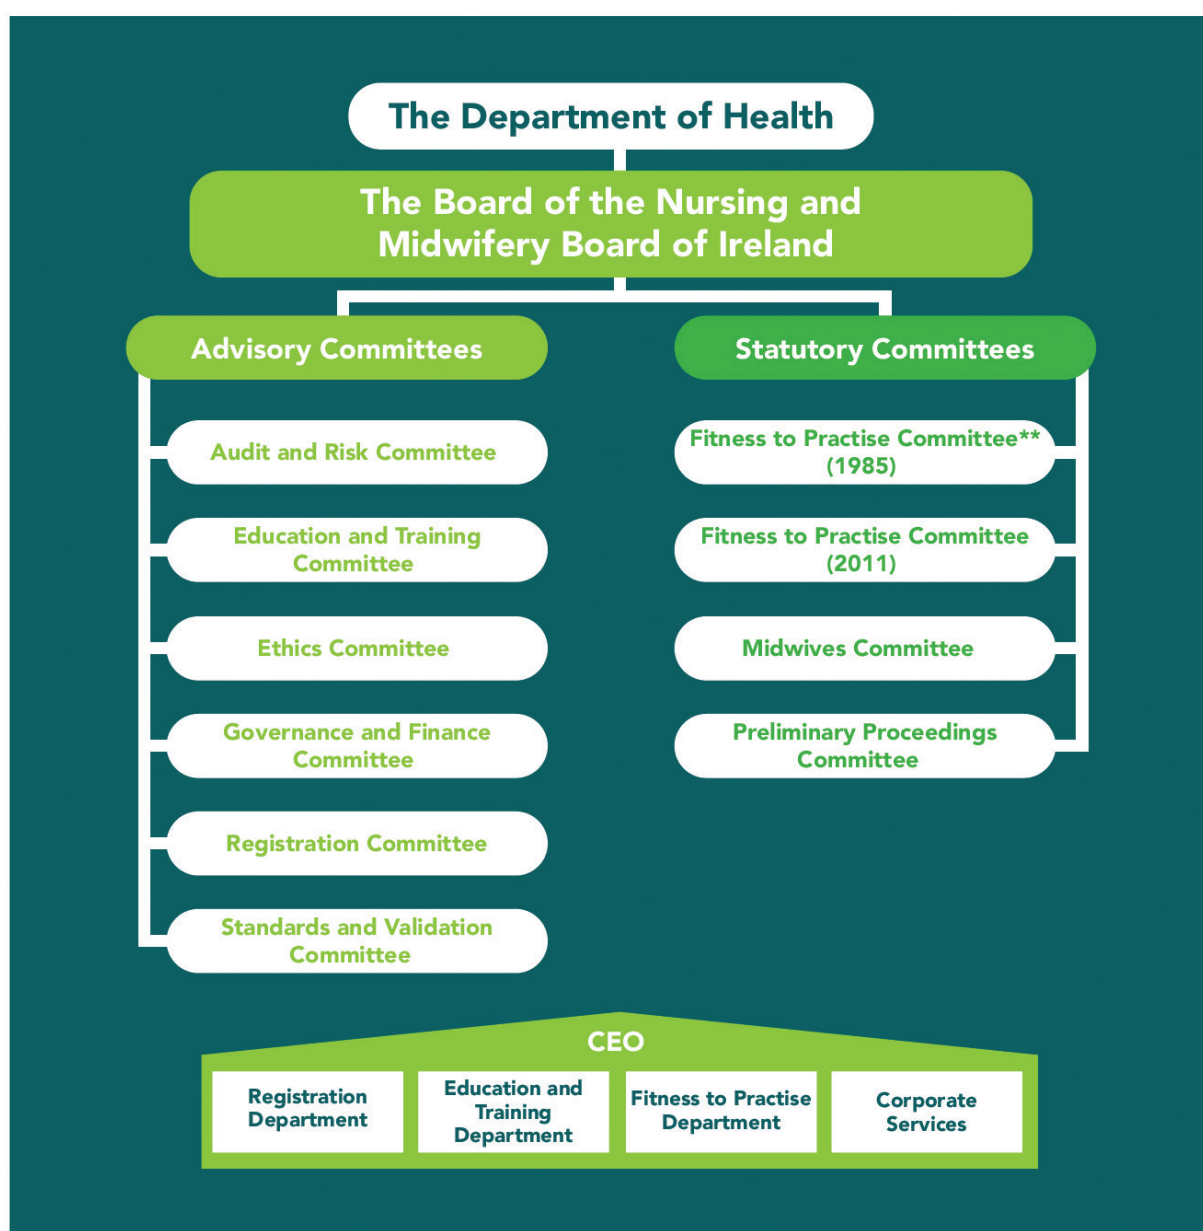 The Department of Health
The Board of the Nursing and
Midwifery Board of Ireland
Advisory Committees
Audit and Risk Committee
Education and Training
Committee
Ethics Committee
Governance and Finance
Committee
Registration Committee
Standards and Validation
Committee
Statutory Committees
Fitness to Practise Committee**
(1985)
Fitness to Practise Committee
(2011)
Midwives Committee
Preliminary Proceedings
Committee
CEO
Registration
Department
Education and
Training
Department
Fitness to Practise
Department
Corporate
Services